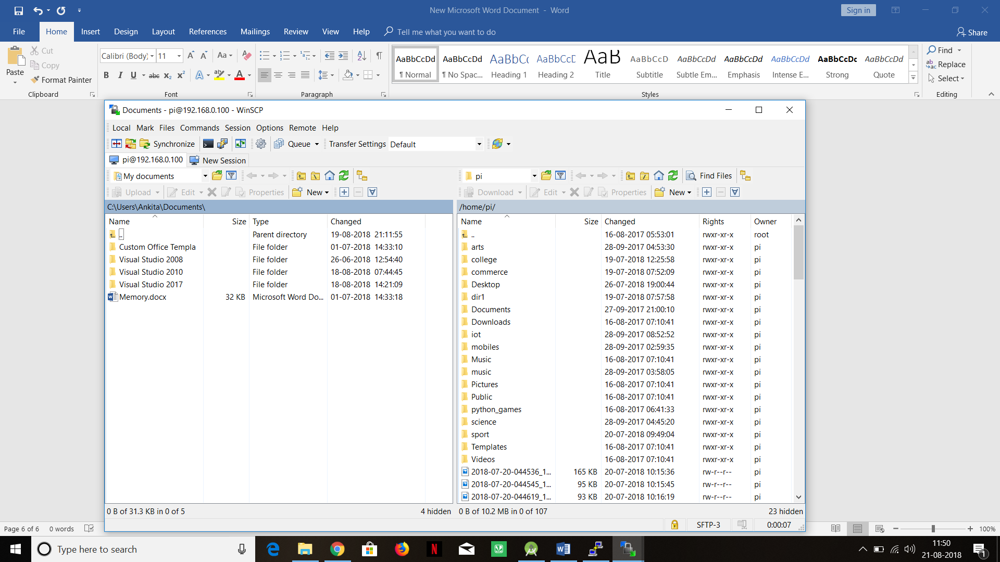 New Microsoft Word Document - Word
Sign in
File Home Insert Design Layout References Mailings Review View Help Tell me what you want to do
Share
Paste
Cut
Copy
Format Painter
Clipboard
Calibri (Body) 11
Font
Paragraph
AaBbCcDd AaBbCcDd AaBbCc AaBbCcD AaB AaBbCcD AaBbCcDd AaBbCcDd AaBbCcDd AaBbCcDc AaBbCcDd
¶ Normal ¶ No Spac... Heading 1 Heading 2 Title Subtitle Subtle Em... Emphasis Intense E... Strong Quote
Styles
Find
Replace
Select
Editing
Documents - pi@192.168.0.100 - WinSCP
Local Mark Files Commands Session Options Remote Help
Synchronize Queue Transfer Settings Default
pi@192.168.0.100 New Session
My documents pi Find Files
Upload Edit Properties New Download Edit Properties New
C:\Users\Ankita\Documents\
Name Size Type Changed
.. Parent directory 19-08-2018 21:11:55
Custom Office Templa File folder 01-07-2018 14:33:10
Visual Studio 2008 File folder 26-06-2018 12:54:40
Visual Studio 2010 File folder 18-08-2018 07:44:45
Visual Studio 2017 File folder 18-08-2018 14:21:09
Memory.docx 32 KB Microsoft Word Do... 01-07-2018 14:33:18
0 B of 31.3 KB in 0 of 5 4 hidden
/home/pi/
Name Size Changed Rights Owner
.. 16-08-2017 05:53:01 rwxr-xr-x root
arts 28-09-2017 04:53:30 rwxr-xr-x pi
college 19-07-2018 12:25:58 rwxr-xr-x pi
commerce 19-07-2018 07:52:09 rwxr-xr-x pi
Desktop 26-07-2018 19:00:44 rwxr-xr-x pi
dir1 19-07-2018 07:57:58 rwxr-xr-x pi
Documents 27-09-2017 21:00:10 rwxr-xr-x pi
Downloads 16-08-2017 07:10:41 rwxr-xr-x pi
iot 28-09-2017 08:52:52 rwxr-xr-x pi
mobiles 28-09-2017 02:59:35 rwxr-xr-x pi
Music 16-08-2017 07:10:41 rwxr-xr-x pi
music 28-09-2017 03:58:05 rwxr-xr-x pi
Pictures 16-08-2017 07:10:41 rwxr-xr-x pi
Public 16-08-2017 07:10:41 rwxr-xr-x pi
python_games 16-08-2017 06:41:33 rwxr-xr-x pi
science 28-09-2017 04:45:20 rwxr-xr-x pi
sport 20-07-2018 09:49:04 rwxr-xr-x pi
Templates 16-08-2017 07:10:41 rwxr-xr-x pi
Videos 16-08-2017 07:10:41 rwxr-xr-x pi
2018-07-20-044536_1... 165 KB 20-07-2018 10:15:36 rw-r--r-- pi
2018-07-20-044545_1... 95 KB 20-07-2018 10:15:45 rw-r--r-- pi
2018-07-20-044619_1... 93 KB 20-07-2018 10:16:19 rw-r--r-- pi
0 B of 10.2 MB in 0 of 107 23 hidden
SFTP-3 0:00:07
Page 6 of 6 0 words 100%
Type here to search
11:50
21-08-2018
1